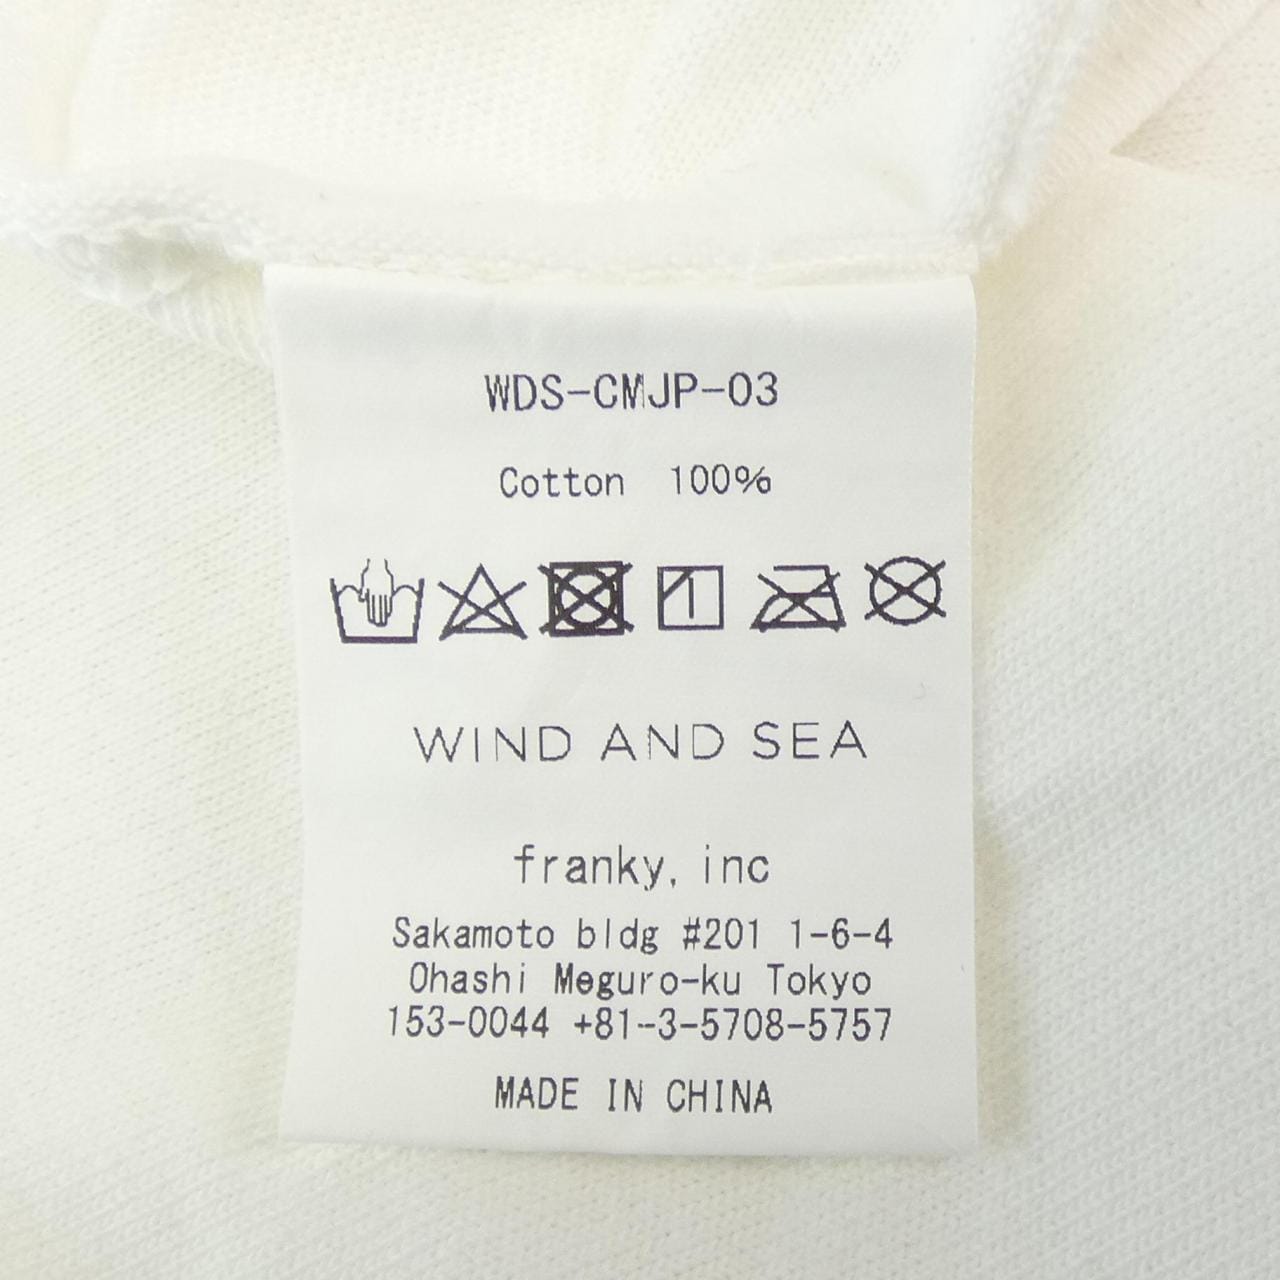 WDS-CMJP-03
Cotton 100%
WIND AND SEA
franky, inc
Sakamoto bldg #201 1-6-4
Ohashi Meguro-ku Tokyo
153-0044 +81-3-5708-5757
MADE IN CHINA